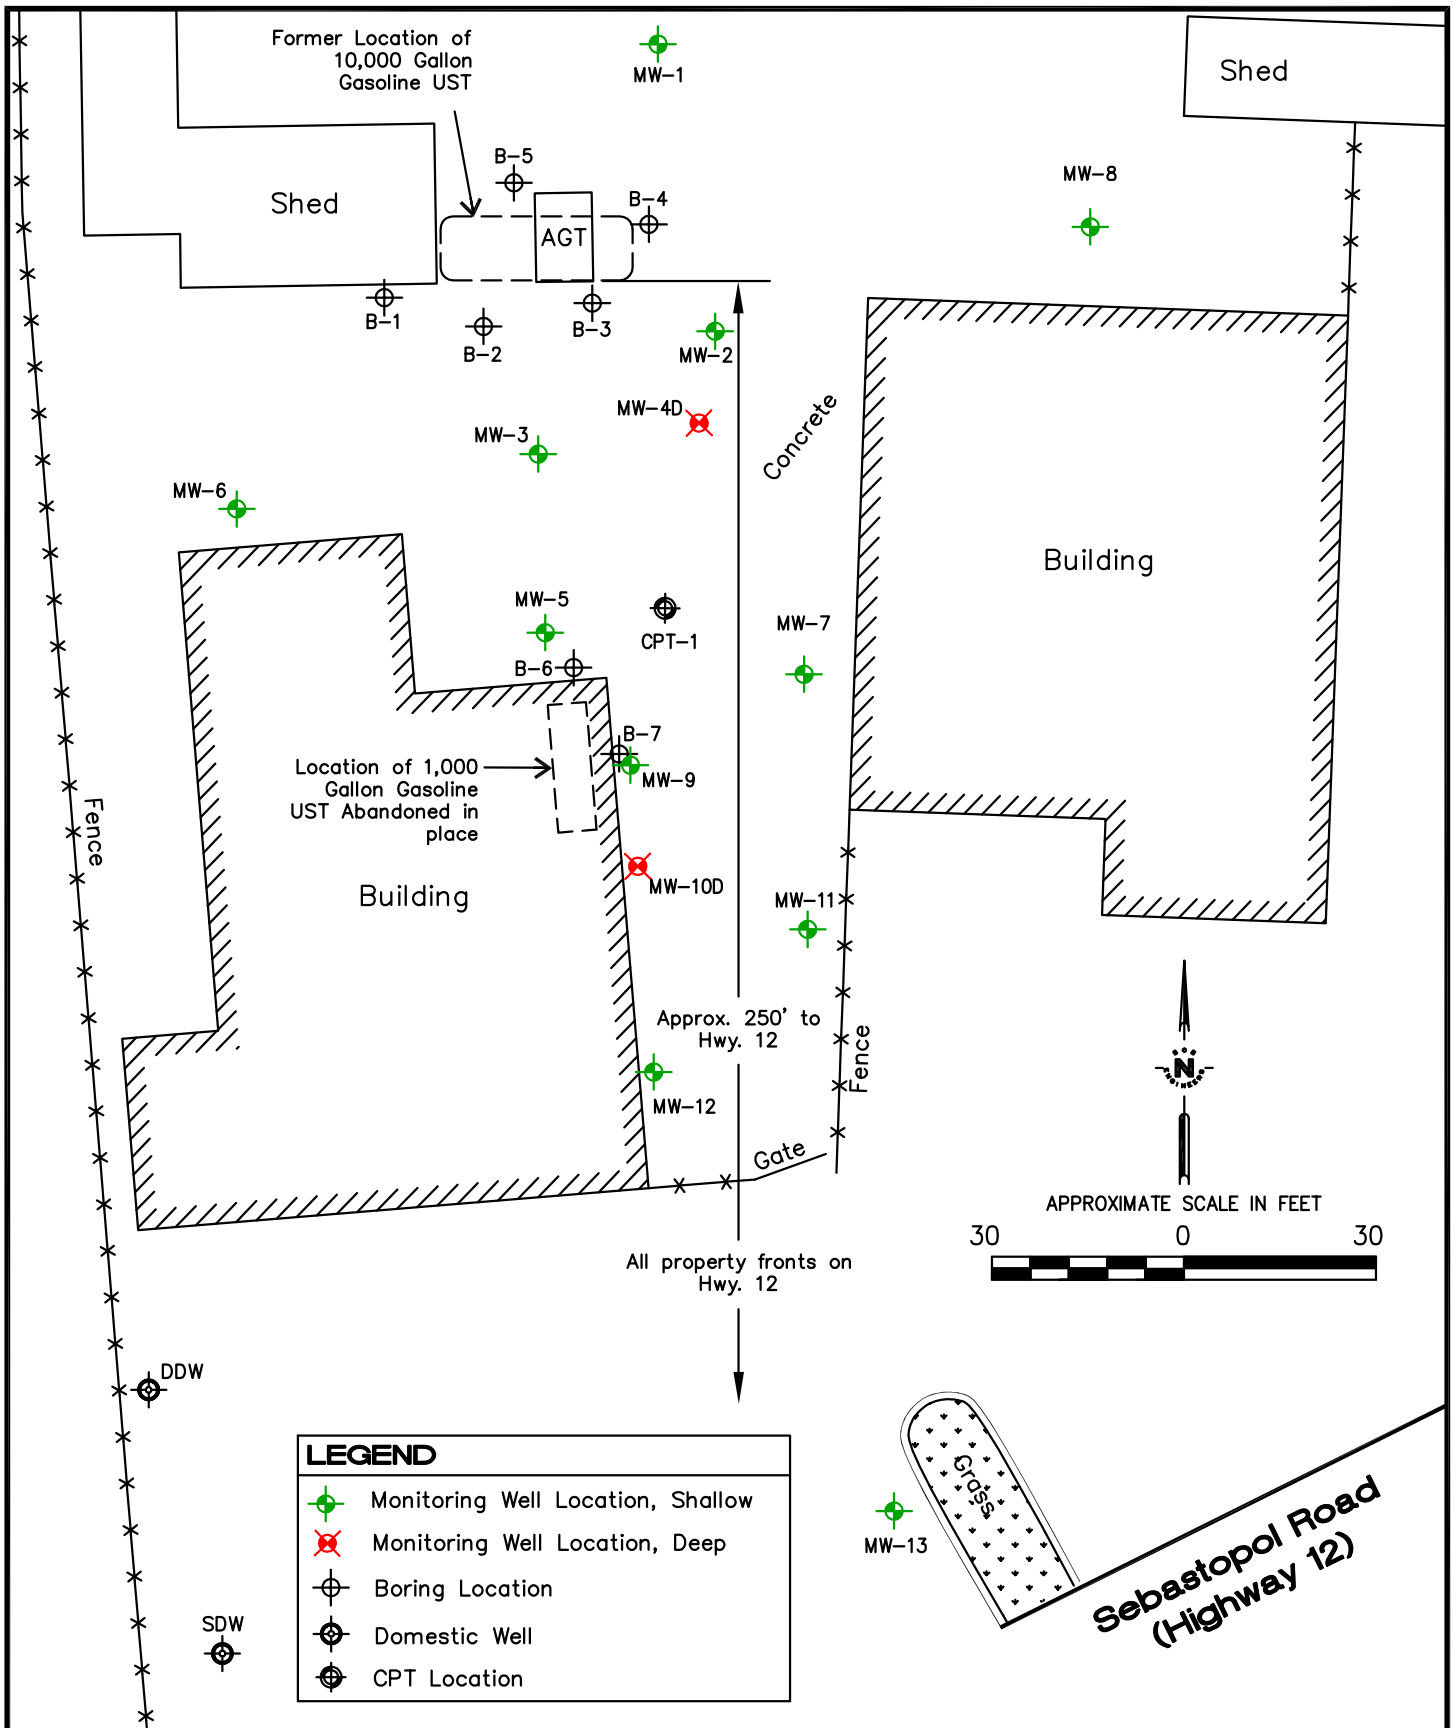 Former Location of
10,000 Gallon
Gasoline UST
MW-1
Shed
B-5
MW-8
B-4
Shed
AGT
B-1
B-3
B-2
MW-2
MW-4D
Concrete
MW-3
MW-6
Building
MW-5
MW-7
CPT-1
B-6
B-7
Location of 1,000
Gallon Gasoline
UST Abandoned in
place
MW-9
Fence
MW-10D
Building
MW-11
Approx. 250' to
Hwy. 12
Fence
EOB
N
ENGINEERS
MW-12
Gate
APPROXIMATE SCALE IN FEET
30 0 30
All property fronts on
Hwy. 12
DDW
LEGEND
Monitoring Well Location, Shallow
Monitoring Well Location, Deep
Boring Location
Domestic Well
CPT Location
Grass
MW-13
Sebastopol Road
(Highway 12)
SDW